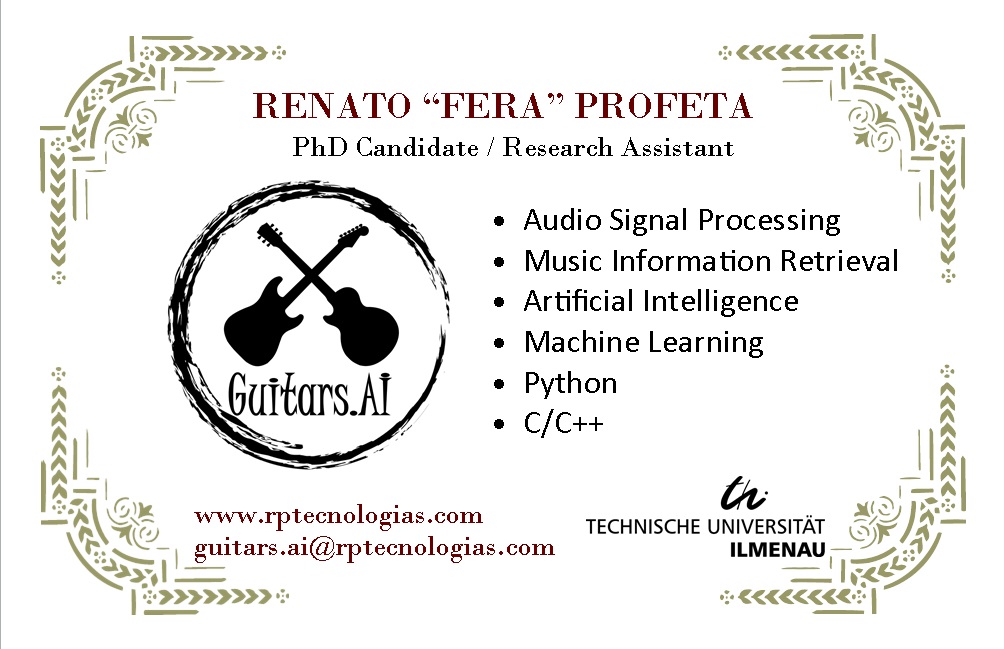 RENATO “FERA” PROFETA
PhD Candidate / Research Assistant
Guitars.AI
• Audio Signal Processing
• Music Information Retrieval
• Artificial Intelligence
• Machine Learning
• Python
• C/C++
www.rptecnologias.com
guitars.ai@rptecnologias.com
th
TECHNISCHE UNIVERSITÄT
ILMENAU